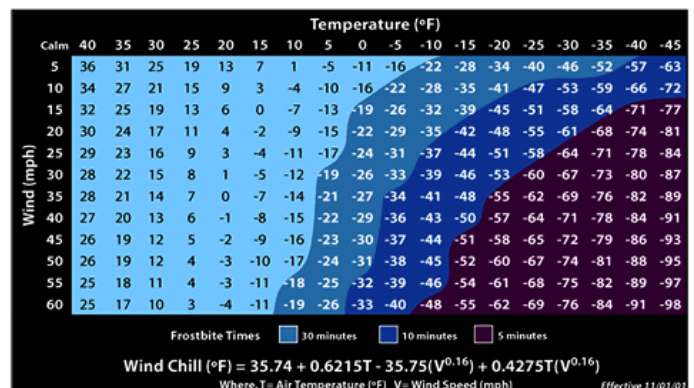 Temperature (ºF)
Calm 40 35 30 25 20 15 10 5 0 -5 -10 -15 -20 -25 -30 -35 -40 -45
5 36 31 25 19 13 7 1 -5 -11 -16 -22 -28 -34 -40 -46 -52 -57 -63
10 34 27 21 15 9 3 -4 -10 -16 -22 -28 -35 -41 -47 -53 -59 -66 -72
15 32 25 19 13 6 0 -7 -13 -19 -26 -32 -39 -45 -51 -58 -64 -71 -77
20 30 24 17 11 4 -2 -9 -15 -22 -29 -35 -42 -48 -55 -61 -68 -74 -81
25 29 23 16 9 3 -4 -11 -17 -24 -31 -37 -44 -51 -58 -64 -71 -78 -84
30 28 22 15 8 1 -5 -12 -19 -26 -33 -39 -46 -53 -60 -67 -73 -80 -87
35 28 21 14 7 0 -7 -14 -21 -27 -34 -41 -48 -55 -62 -69 -76 -82 -89
40 27 20 13 6 -1 -8 -15 -22 -29 -36 -43 -50 -57 -64 -71 -78 -84 -91
45 26 19 12 5 -2 -9 -16 -23 -30 -37 -44 -51 -58 -65 -72 -79 -86 -93
50 26 19 12 4 -3 -10 -17 -24 -31 -38 -45 -52 -60 -67 -74 -81 -88 -95
55 25 18 11 4 -3 -11 -18 -25 -32 -39 -46 -54 -61 -68 -75 -82 -89 -97
60 25 17 10 3 -4 -11 -19 -26 -33 -40 -48 -55 -62 -69 -76 -84 -91 -98
Wind (mph)
Frostbite Times 30 minutes 10 minutes 5 minutes
Wind Chill (ºF) = 35.74 + 0.6215T - 35.75(V^0.16) + 0.4275T(V^0.16)
Where, T= Air Temperature (ºF) V= Wind Speed (mph) Effective 11/01/01